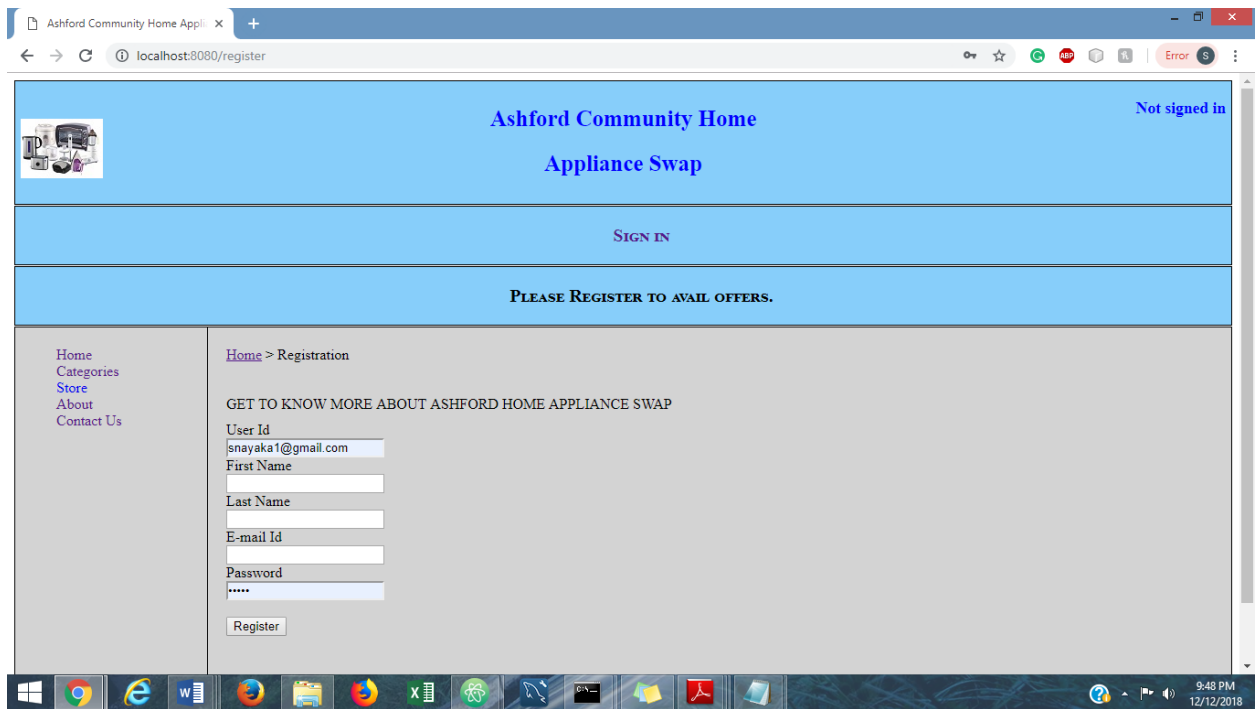 Ashford Community Home Appli
localhost:8080/register
ABP
Error S
Ashford Community Home
Appliance Swap
Not signed in
Sign in
Please Register to avail offers.
Home
Categories
Store
About
Contact Us
Home > Registration
GET TO KNOW MORE ABOUT ASHFORD HOME APPLIANCE SWAP
User Id
snayaka1@gmail.com
First Name
Last Name
E-mail Id
Password
•••••
Register
9:48 PM
12/12/2018